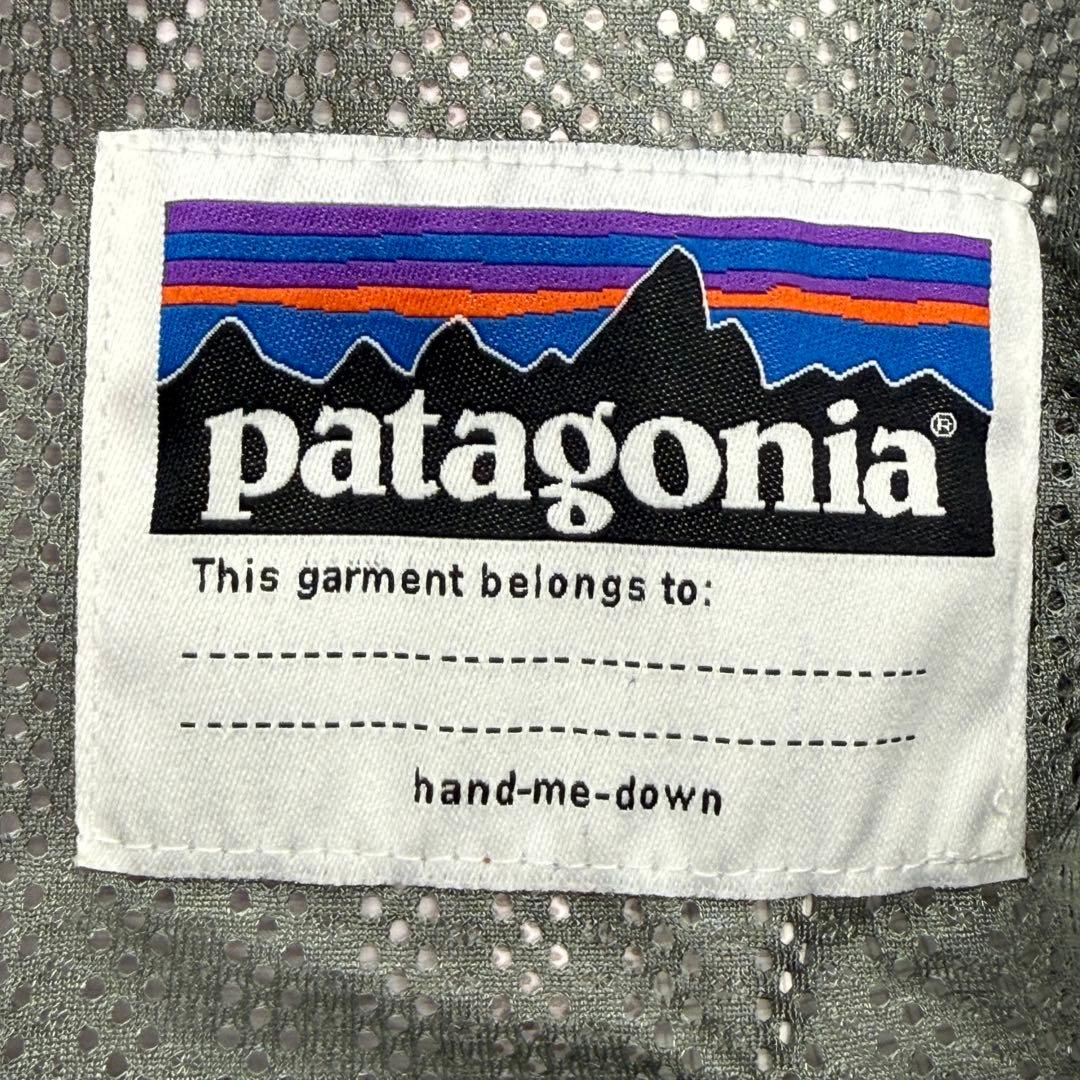 patagonia®
This garment belongs to:
hand-me-down